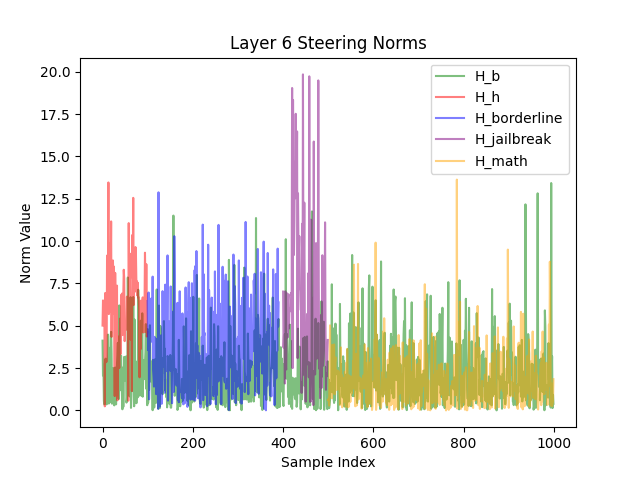 Layer 6 Steering Norms
Norm Value
20.0
17.5
15.0
12.5
10.0
7.5
5.0
2.5
0.0
H_b
H_h
H_borderline
H_jailbreak
H_math
0
200
400
600
800
1000
Sample Index